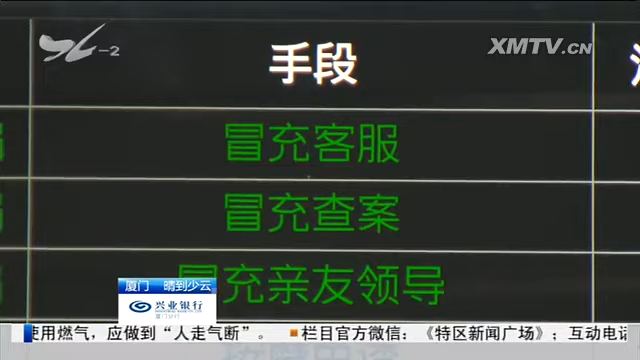 -2
XMTV.CN
手段
冒充客服
冒充查案
冒充亲友领导
厦门 晴到少云
兴业银行
使用燃气，应做到“人走气断”。 ■栏目官方微信：《特区新闻广场》；互动电话